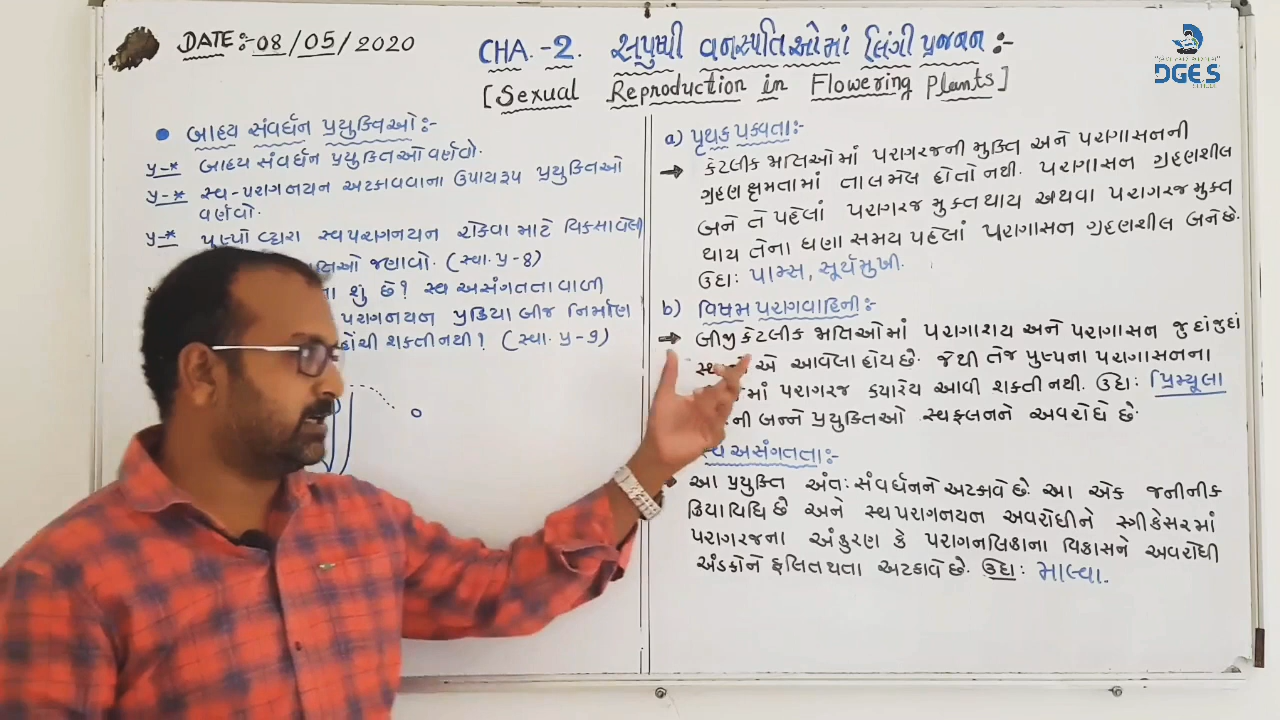 DATE:- 08/05/2020
CHA.-2. સપુષ્પી વનસ્પતિઓમાં લિંગી પ્રજનન :-
[Sexual Reproduction in Flowering Plants]
DGES
• બાહ્ય સંવર્ધન પ્રયુક્તિઓ :-
પ્ર-* બાહ્ય સંવર્ધન પ્રયુક્તિઓ વર્ણવો.
પ્ર-* સ્વ-પરાગનયન અટકાવવાના ઉપાયરૂપ પ્રયુક્તિઓ
વર્ણવો.
પ્ર-* પુષ્પો દ્વારા સ્વપરાગનયન રોકવા માટે વિકસાવેલી
જણાવો. (સ્વા. પ્ર-8)
શું છે? સ્વ અસંગતતા વાળી
પરાગનયન પ્રક્રિયા બીજ નિર્માણ
શક્તી નથી? (સ્વા. પ્ર-9)
a) પૃથક પક્વતા :-
→ કેટલીક જાતિઓમાં પરાગરજની મુક્તિ અને પરાગાસનની
ગ્રહણ ક્ષમતામાં તાલમેલ હોતો નથી. પરાગાસન ગ્રહણશીલ
બને તે પહેલાં પરાગરજ મુક્ત થાય અથવા પરાગરજ મુક્ત
થાય તેના ઘણા સમય પહેલાં પરાગાસન ગ્રહણશીલ બને છે.
ઉદા: પામ્સ, સૂર્યમુખી.
b) વિષમ પરાગવાહિની :-
→ બીજી કેટલીક જાતિઓમાં પરાગાશય અને પરાગાસન જુદાં જુદાં
એ આવેલા હોય છે. જેથી તેજ પુષ્પના પરાગાસનના
માં પરાગરજ ક્યારેય આવી શક્તી નથી. ઉદા: પ્રિમ્યુલા
ની બન્ને પ્રયુક્તિઓ સ્વફલનને અવરોધે છે.
સ્વ અસંગતતા :-
આ પ્રયુક્તિ અંતઃ સંવર્ધનને અટકાવે છે. આ એક જનીનીક
ક્રિયાવિધિ છે અને સ્વપરાગનયન અવરોધીને સ્ત્રીકેસરમાં
પરાગરજના અંકુરણ કે પરાગનલિકાના વિકાસને અવરોધી
અંડકોને ફલિત થતા અટકાવે છે. ઉદા: માલ્વા.